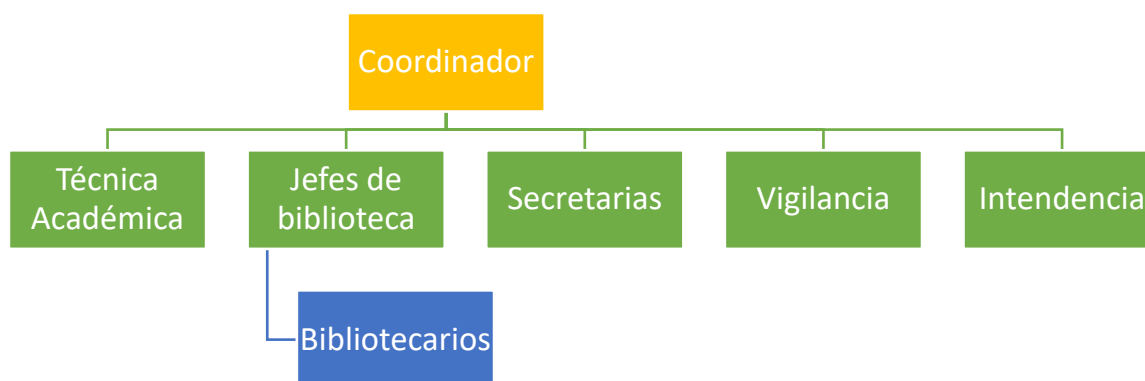 Coordinador
Técnica
Académica
Jefes de
biblioteca
Secretarias
Vigilancia
Intendencia
Bibliotecarios